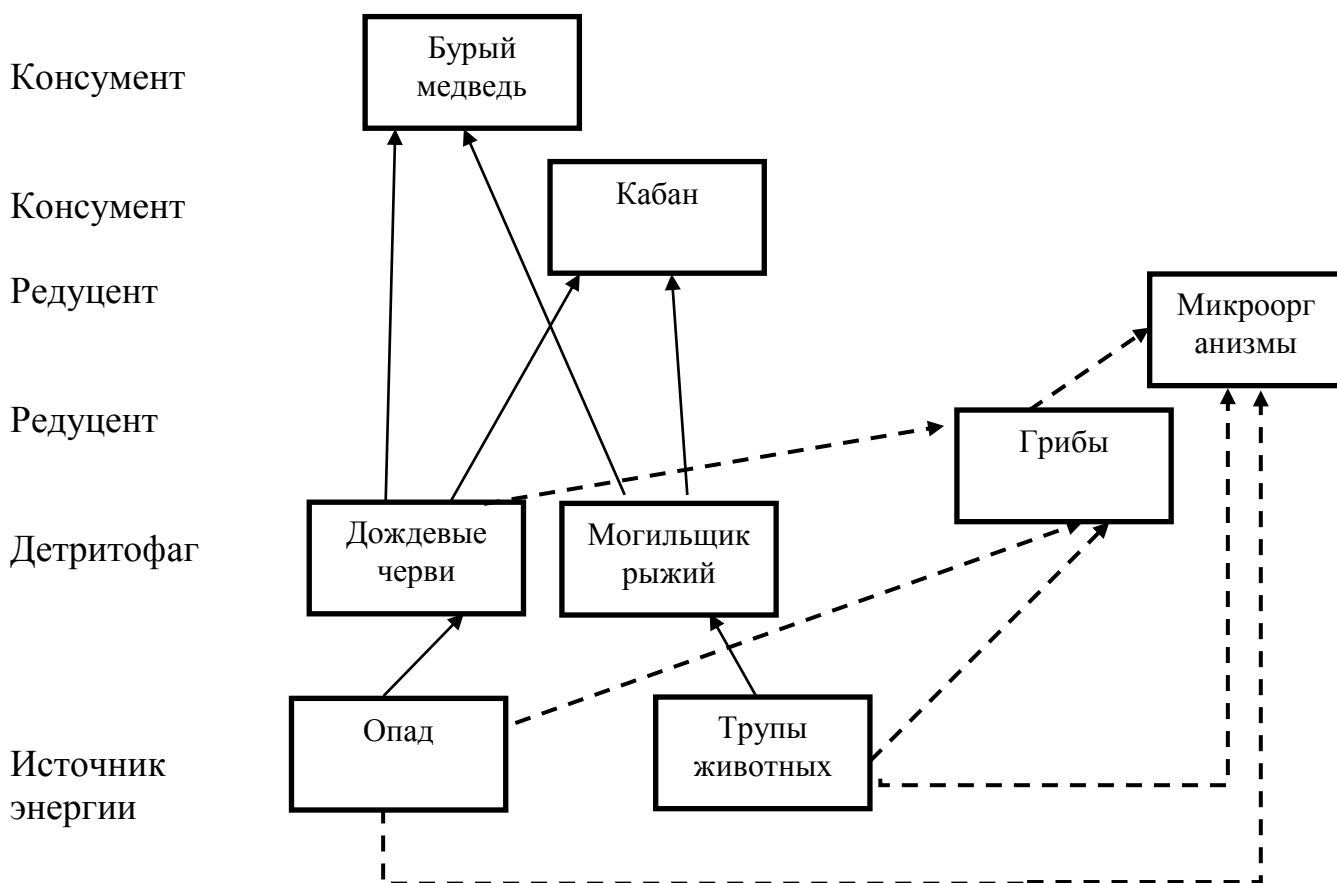 Бурый
медведь
Консумент
Кабан
Консумент
Редуцент
Микроорг
анизмы
Редуцент
Грибы
Дождевые
черви
Могильщик
рыжий
Детритофаг
Опад
Трупы
животных
Источник
энергии